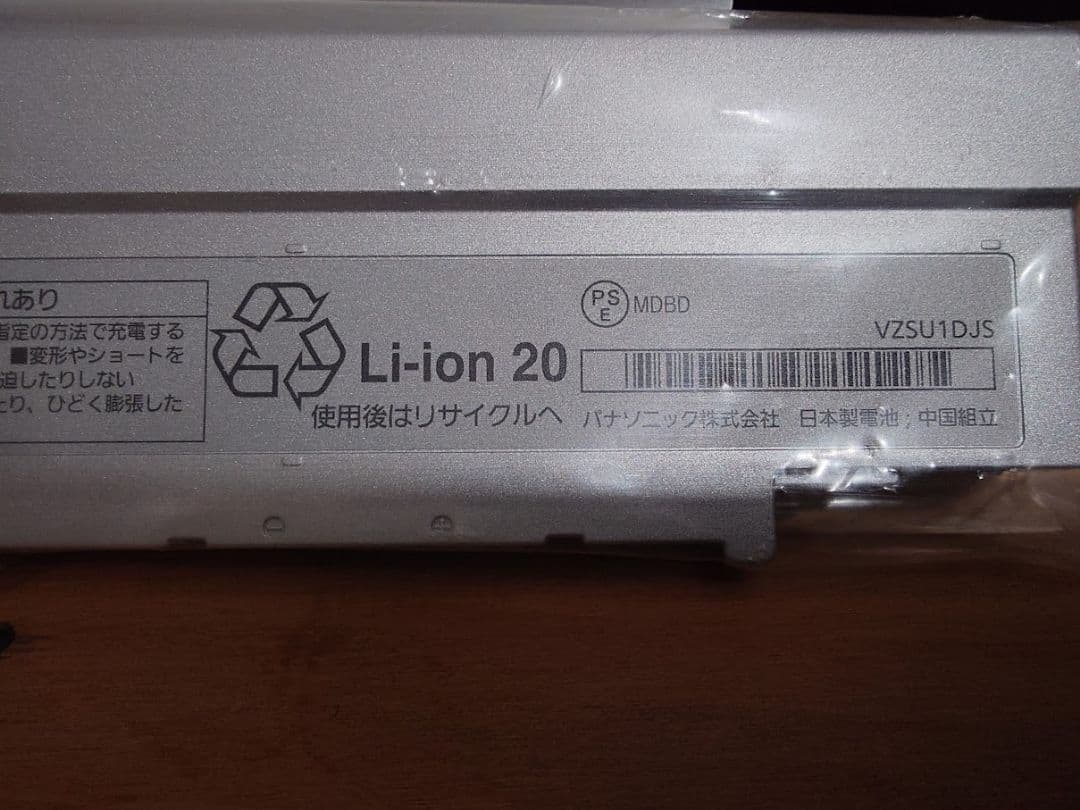 れあり
指定の方法で充電する
■変形やショートを
迫したりしない
たり、ひどく膨張した
Li-ion 20
使用後はリサイクルへ
PS
E
MDBD
VZSU1DJS
パナソニック株式会社 日本製電池；中国組立